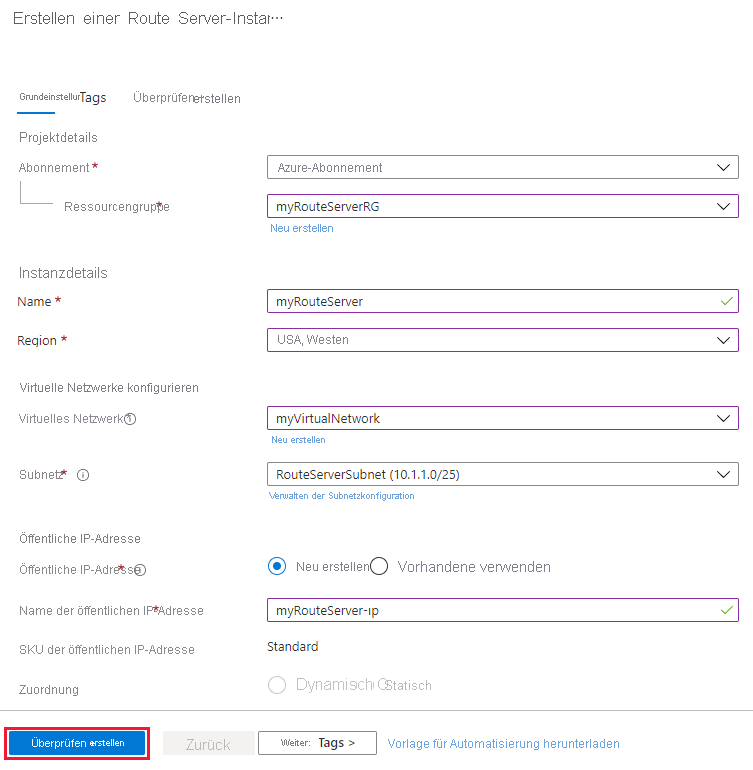 Erstellen einer Route Server-Instar···
Grundeinstellur Tags Überprüfen + erstellen
Projektdetails
Abonnement * Azure-Abonnement
Ressourcengruppe * myRouteServerRG
Neu erstellen
Instanzdetails
Name * myRouteServer
Region * USA, Westen
Virtuelle Netzwerke konfigurieren
Virtuelles Netzwerk myVirtualNetwork
Neu erstellen
Subnetz * RouteServerSubnet (10.1.1.0/25)
Verwalten der Subnetzkonfiguration
Öffentliche IP-Adresse
Öffentliche IP-Adresse * Neu erstellen Vorhandene verwenden
Name der öffentlichen IP-Adresse * myRouteServer-ip
SKU der öffentlichen IP-Adresse Standard
Zuordnung Dynamisch Statisch
Überprüfen erstellen Zurück Weiter: Tags > Vorlage für Automatisierung herunterladen